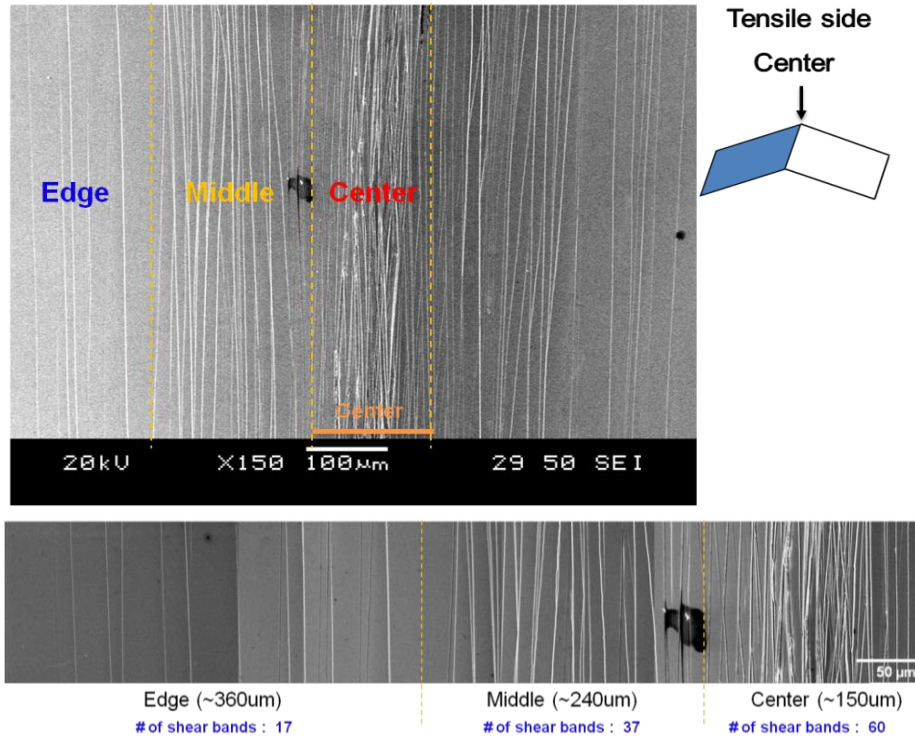 Tensile side
Center
Edge
Middle
Center
Center
20kV X150 100µm 29 50 SEI
50 µm
Edge (~360um)
Middle (~240um)
Center (~150um)
# of shear bands : 17
# of shear bands : 37
# of shear bands : 60